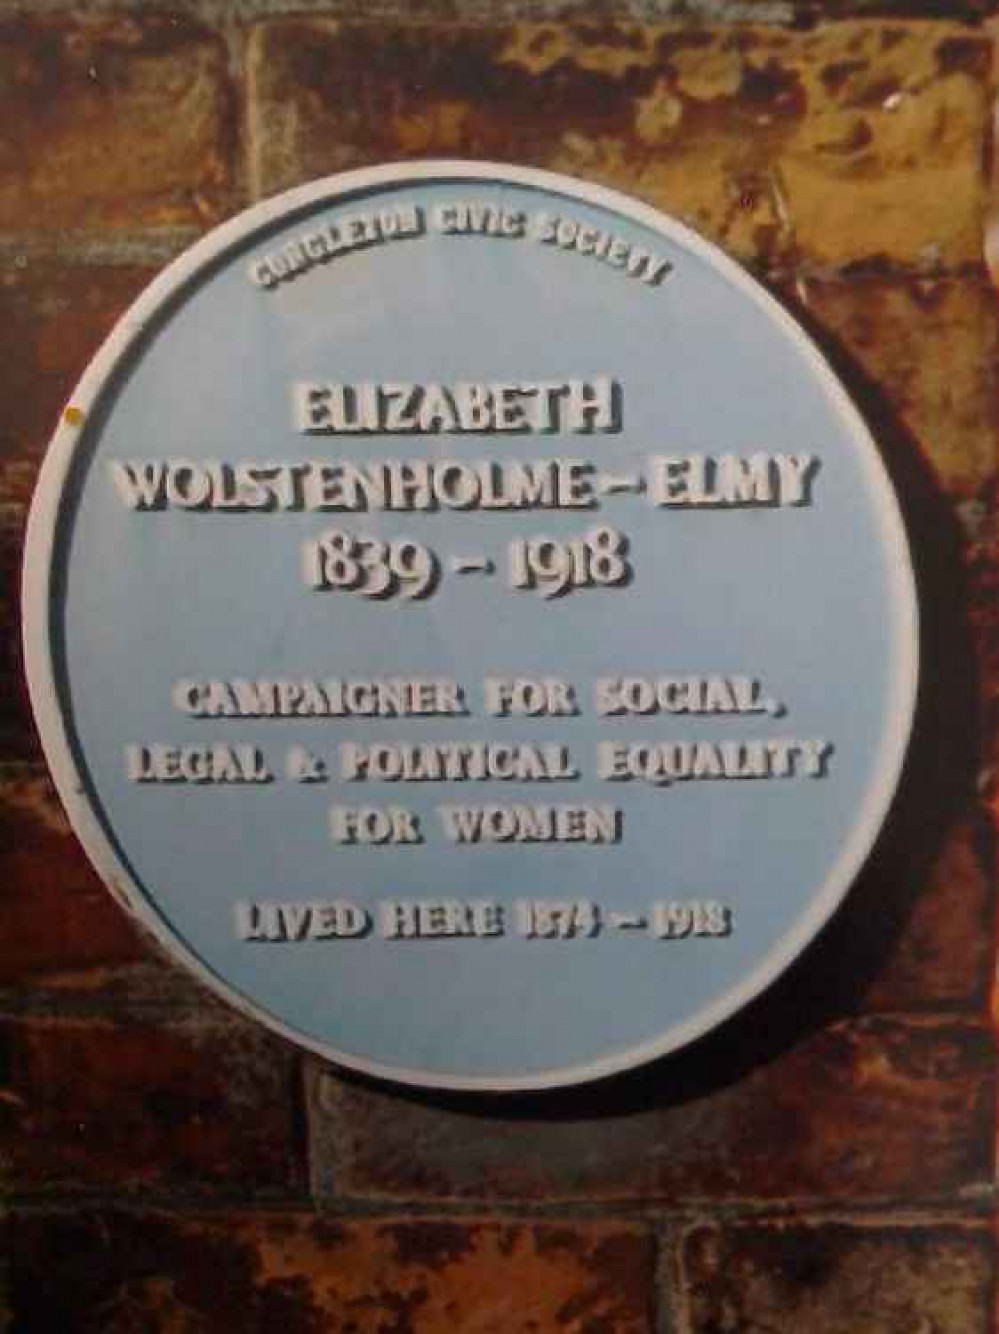 CONGLETON CIVIC SOCIETY
ELIZABETH
WOLSTENHOLME-ELMY
1839 - 1918
CAMPAIGNER FOR SOCIAL,
LEGAL & POLITICAL EQUALITY
FOR WOMEN
LIVED HERE 1874 - 1918